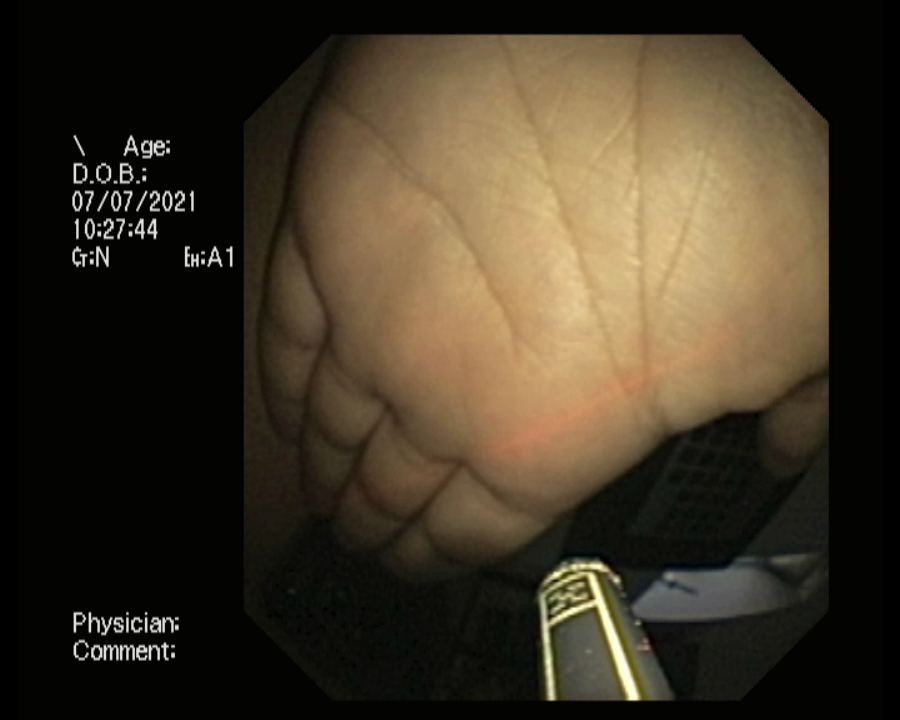 \ Age:
D.O.B.:
07/07/2021
10:27:44
Cr:N Eh:A1
Physician:
Comment: